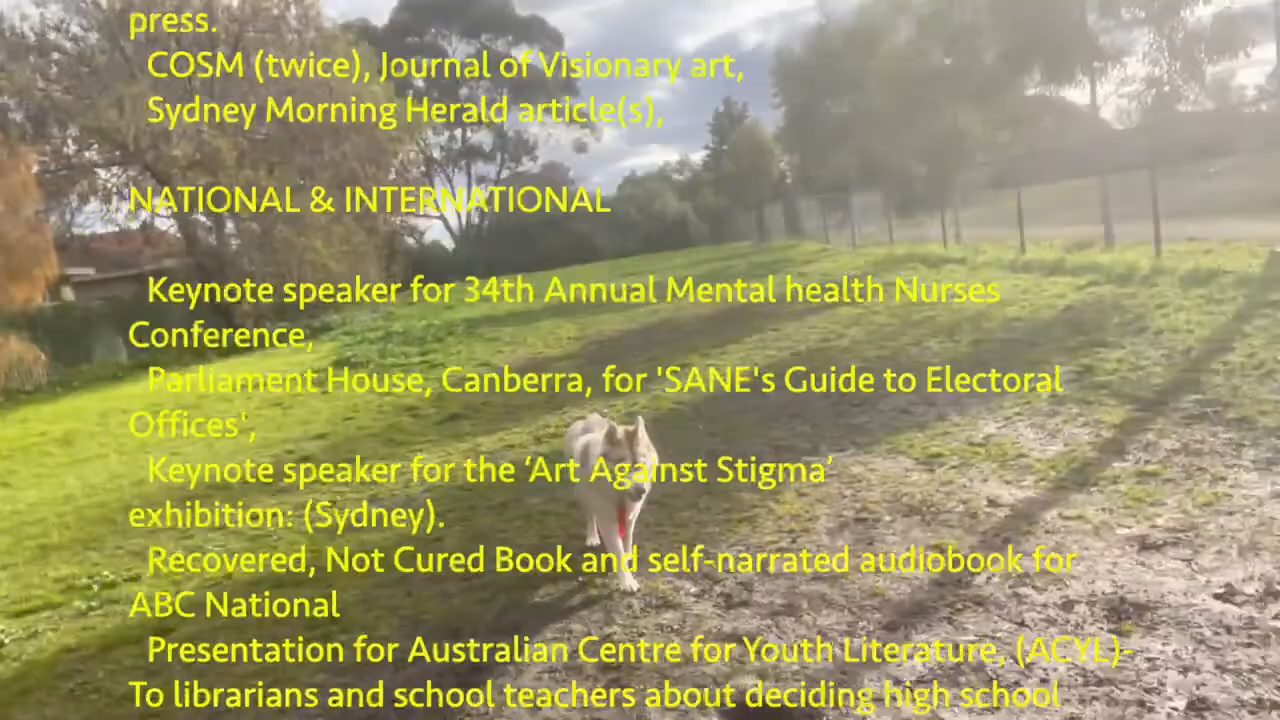 press.
COSM (twice), Journal of Visionary art,
Sydney Morning Herald article(s),
NATIONAL & INTERNATIONAL
Keynote speaker for 34th Annual Mental health Nurses
Conference,
Parliament House, Canberra, for 'SANE's Guide to Electoral
Offices',
Keynote speaker for the ‘Art Against Stigma’
exhibition: (Sydney).
Recovered, Not Cured Book and self-narrated audiobook for
ABC National
Presentation for Australian Centre for Youth Literature, (ACYL)-
To librarians and school teachers about deciding high school